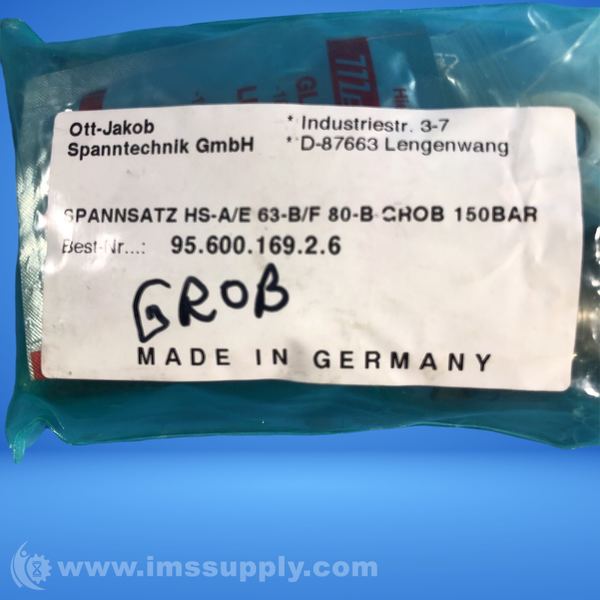 Ott-Jakob * Industriestr. 3-7
Spanntechnik GmbH * D-87663 Lengenwang
SPANNSATZ HS-A/E 63-B/F 80-B GROB 150BAR
Best-Nr...: 95.600.169.2.6
GROB
MADE IN GERMANY
www.imssupply.com